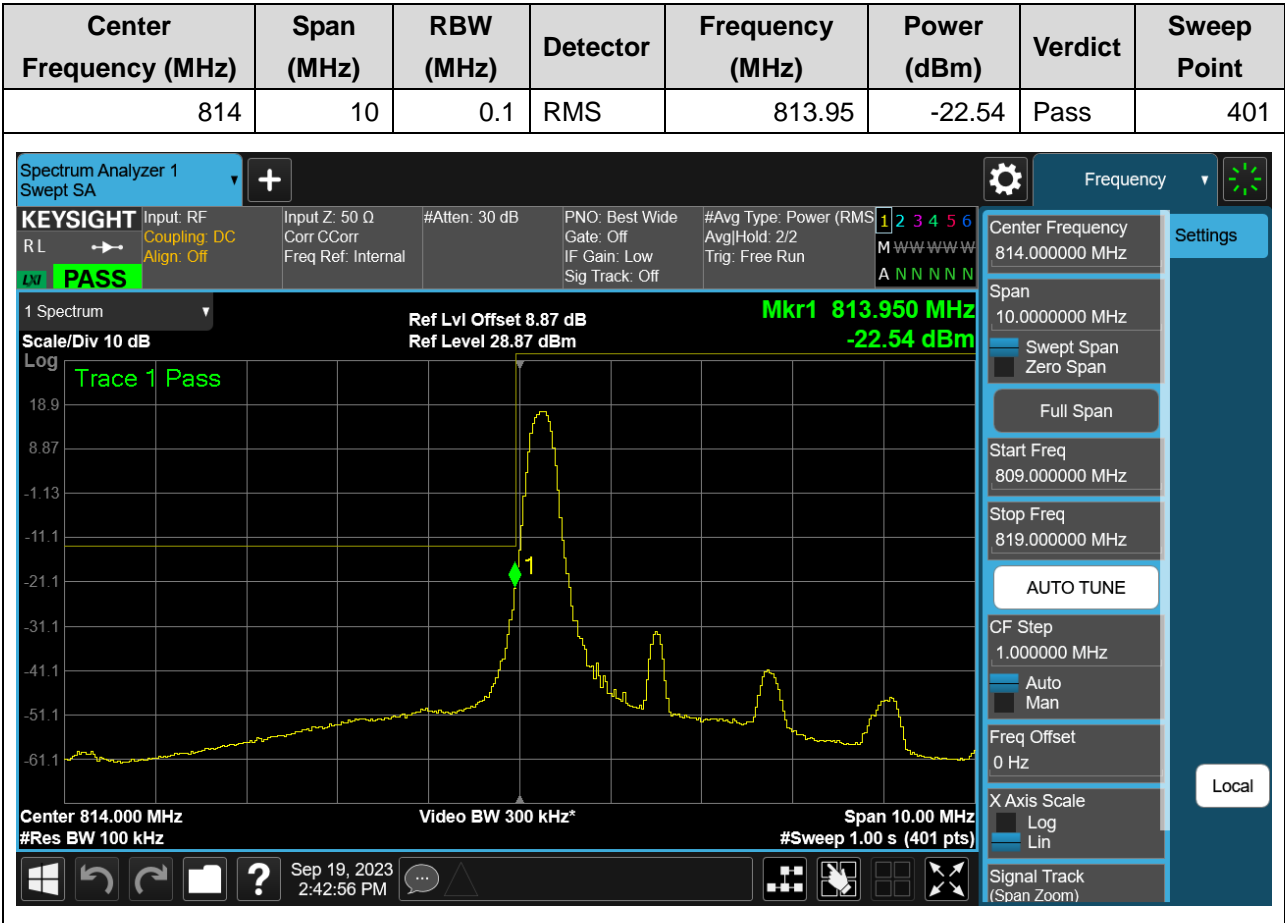 Center Frequency (MHz) Span (MHz) RBW (MHz) Detector Frequency (MHz) Power (dBm) Verdict Sweep Point
814 10 0.1 RMS 813.95 -22.54 Pass 401
Spectrum Analyzer 1
Swept SA
Frequency
KEYSIGHT
R L
LXI PASS
Input: RF
Coupling: DC
Align: Off
Input Z: 50 Ω
Corr CCorr
Freq Ref: Internal
#Atten: 30 dB
PNO: Best Wide
Gate: Off
IF Gain: Low
Sig Track: Off
#Avg Type: Power (RMS
Avg|Hold: 2/2
Trig: Free Run
1 2 3 4 5 6
M W W W W W
A N N N N N
1 Spectrum
Scale/Div 10 dB
Ref Lvl Offset 8.87 dB
Ref Level 28.87 dBm
Mkr1 813.950 MHz
-22.54 dBm
Log
Trace 1 Pass
18.9
8.87
-1.13
-11.1
-21.1
-31.1
-41.1
-51.1
-61.1
1
Center 814.000 MHz
#Res BW 100 kHz
Video BW 300 kHz*
Span 10.00 MHz
#Sweep 1.00 s (401 pts)
Center Frequency
814.000000 MHz
Settings
Span
10.0000000 MHz
Swept Span
Zero Span
Full Span
Start Freq
809.000000 MHz
Stop Freq
819.000000 MHz
AUTO TUNE
CF Step
1.000000 MHz
Auto
Man
Freq Offset
0 Hz
Local
X Axis Scale
Log
Lin
Signal Track
(Span Zoom)
?
Sep 19, 2023
2:42:56 PM